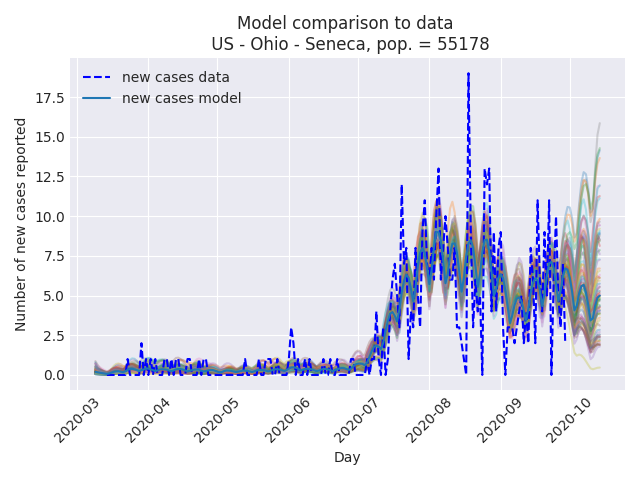 Model comparison to data
US - Ohio - Seneca, pop. = 55178
new cases data
new cases model
17.5
15.0
12.5
10.0
7.5
5.0
2.5
0.0
Number of new cases reported
2020-03
2020-04
2020-05
2020-06
2020-07
2020-08
2020-09
2020-10
Day